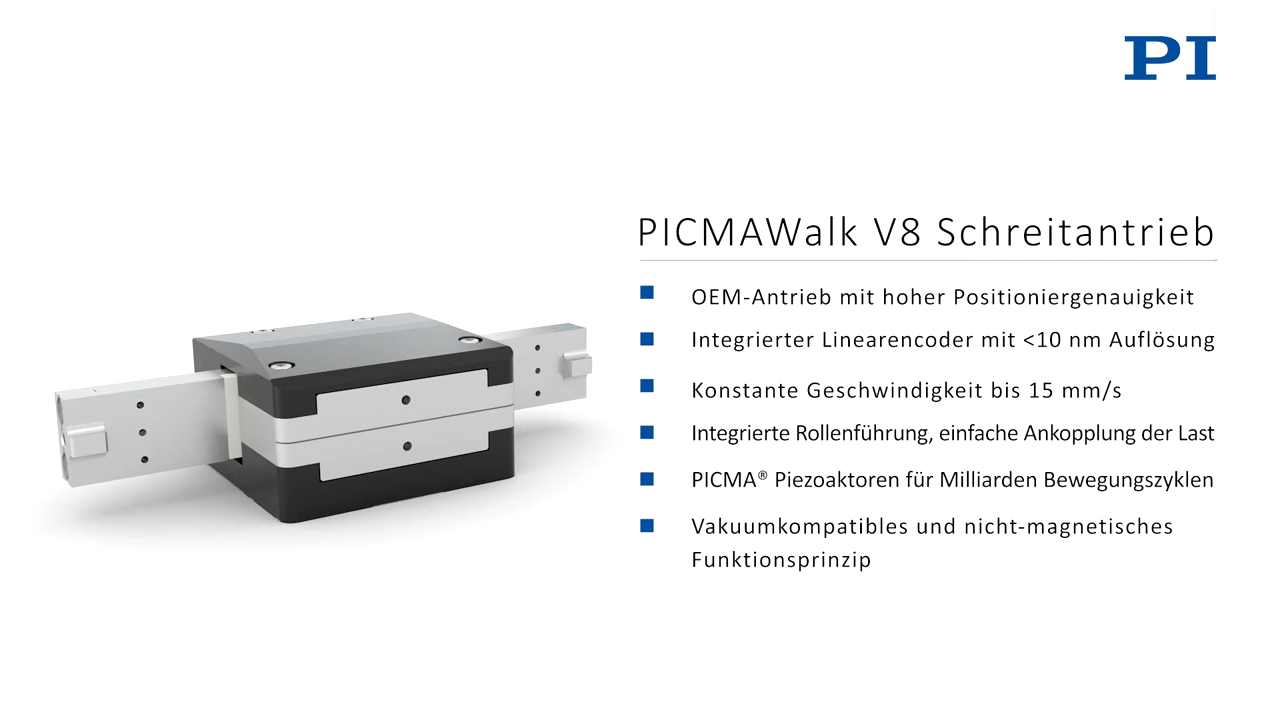 PI
PICMAWalk V8 Schreitantrieb
OEM-Antrieb mit hoher Positioniergenauigkeit
Integrierter Linearencoder mit <10 nm Auflösung
Konstante Geschwindigkeit bis 15 mm/s
Integrierte Rollenführung, einfache Ankopplung der Last
PICMA® Piezoaktoren für Milliarden Bewegungszyklen
Vakuumkompatibles und nicht-magnetisches
Funktionsprinzip